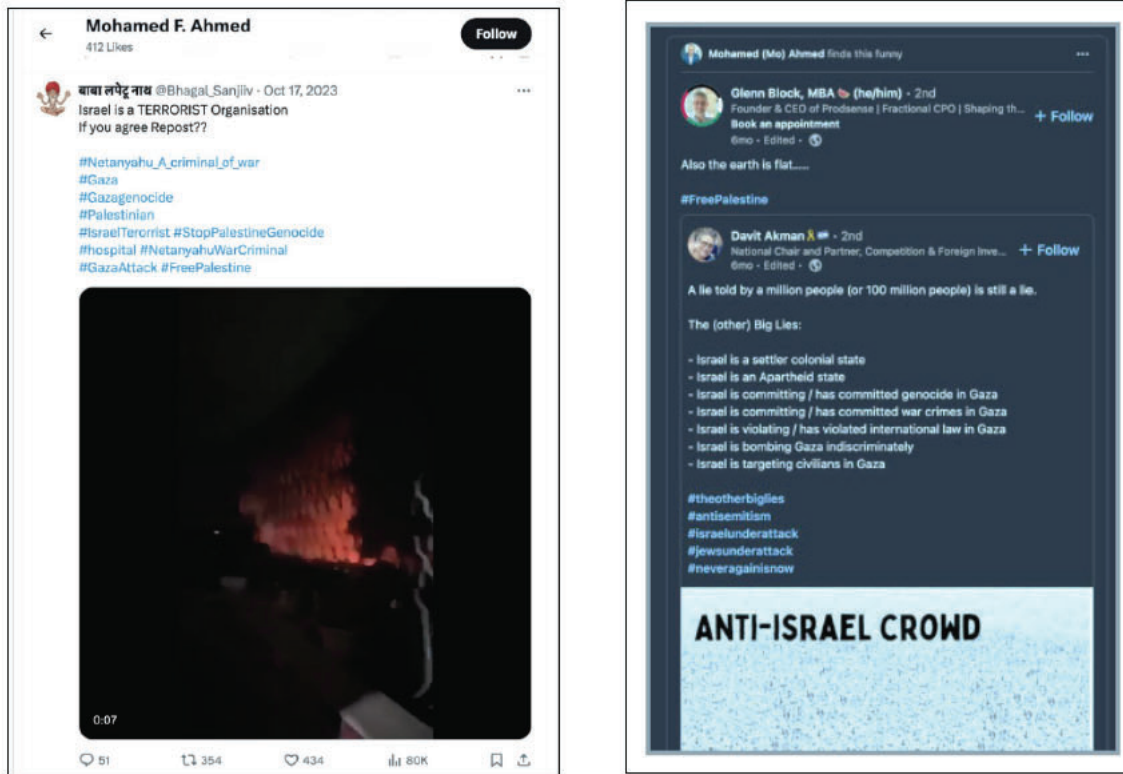 Mohamed F. Ahmed
412 Likes
Follow
बाबा लपेटू नाथ @Bhagal_Sanjiiv · Oct 17, 2023
Israel is a TERRORIST Organisation
If you agree Repost??
#Netanyahu_A_criminal_of_war
#Gaza
#Gazagenocide
#Palestinian
#IsraelTerorrist #StopPalestineGenocide
#hospital #NetanyahuWarCriminal
#GazaAttack #FreePalestine
0:07
51 354 434 80K
Mohamed (Mo) Ahmed finds this funny
Glenn Block, MBA 🍉 (he/him) · 2nd
Founder & CEO of Prodsense | Fractional CPO | Shaping th...
+ Follow
Book an appointment
6mo · Edited ·
Also the earth is flat.....
#FreePalestine
Davit Akman 🎗️🇮🇱 · 2nd
National Chair and Partner, Competition & Foreign Inve...
+ Follow
6mo · Edited ·
A lie told by a million people (or 100 million people) is still a lie.
The (other) Big Lies:
- Israel is a settler colonial state
- Israel is an Apartheid state
- Israel is committing / has committed genocide in Gaza
- Israel is committing / has committed war crimes in Gaza
- Israel is violating / has violated international law in Gaza
- Israel is bombing Gaza indiscriminately
- Israel is targeting civilians in Gaza
#theotherbiglies
#antisemitism
#israelunderattack
#jewsunderattack
#neveragainisnow
ANTI-ISRAEL CROWD